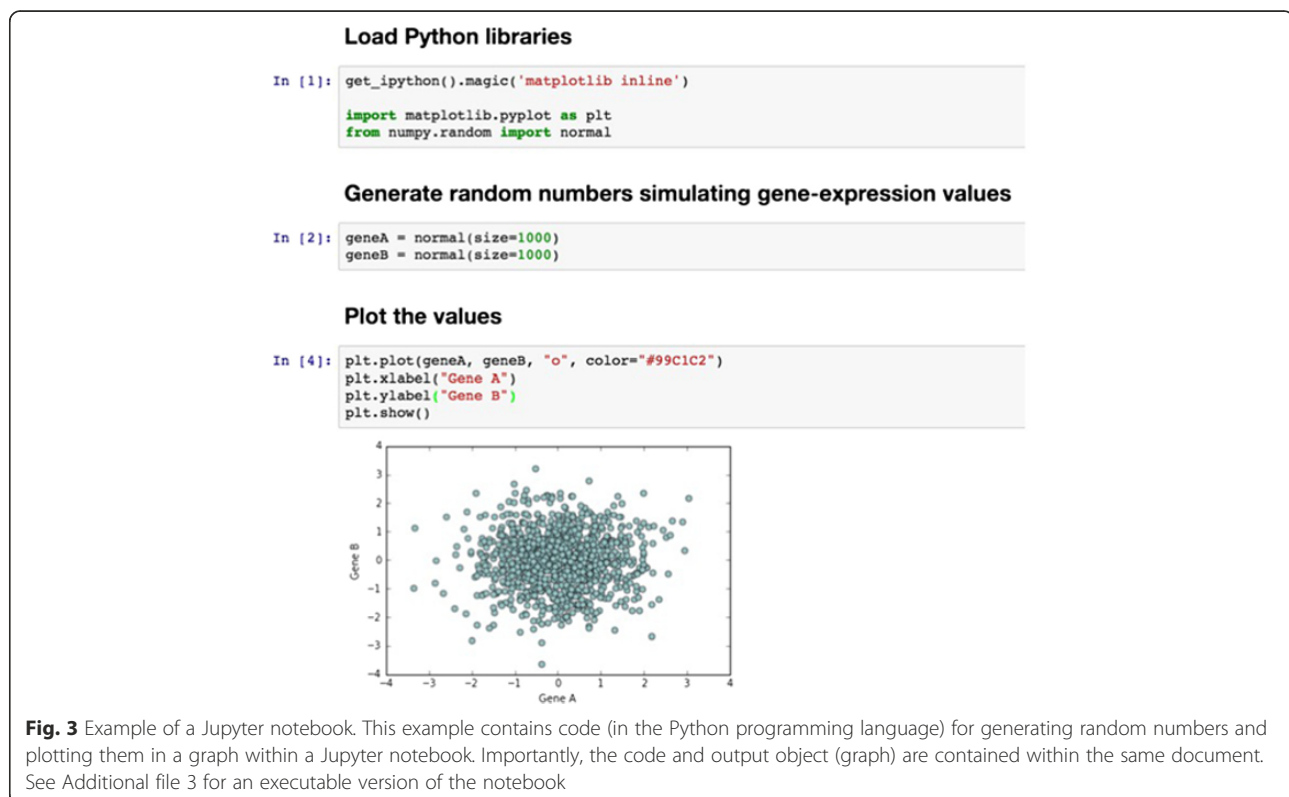 Load Python libraries
In [1]: get_ipython().magic('matplotlib inline')
import matplotlib.pyplot as plt
from numpy.random import normal
Generate random numbers simulating gene-expression values
In [2]: geneA = normal(size=1000)
geneB = normal(size=1000)
Plot the values
In [4]: plt.plot(geneA, geneB, "o", color="#99C1C2")
plt.xlabel("Gene A")
plt.ylabel("Gene B")
plt.show()
4
3
2
1
0
−1
−2
−3
−4
Gene B
−4 −3 −2 −1 0 1 2 3 4
Gene A
Fig. 3 Example of a Jupyter notebook. This example contains code (in the Python programming language) for generating random numbers and
plotting them in a graph within a Jupyter notebook. Importantly, the code and output object (graph) are contained within the same document.
See Additional file 3 for an executable version of the notebook